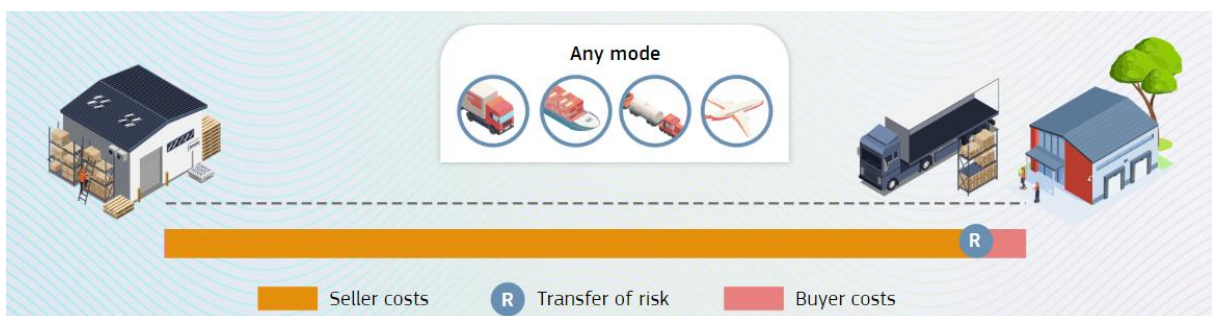 Any mode
R
Seller costs
R Transfer of risk
Buyer costs